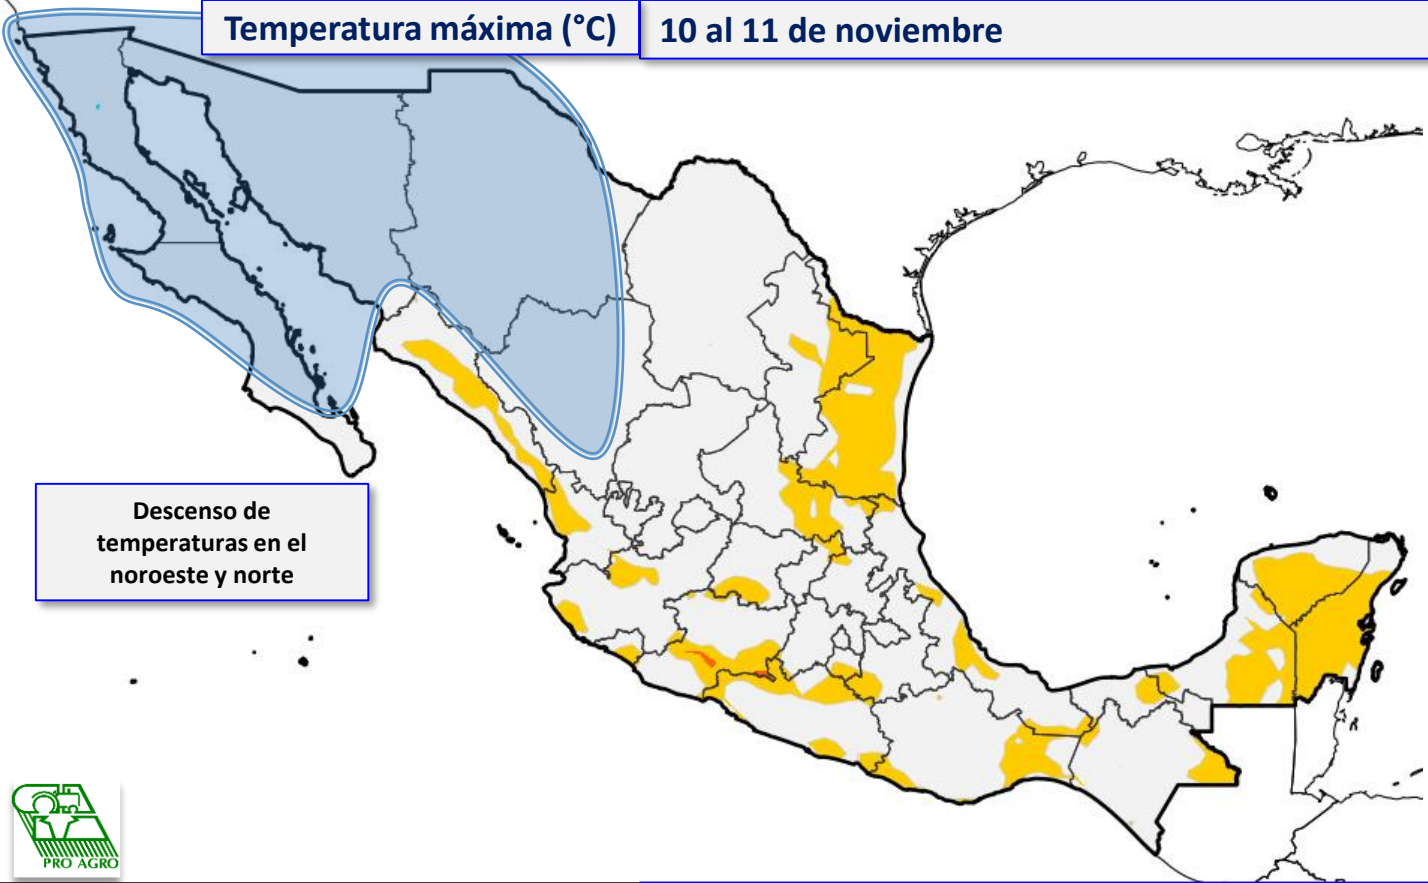 Temperatura máxima (°C)
10 al 11 de noviembre
Descenso de
temperaturas en el
noroeste y norte
PRO AGRO